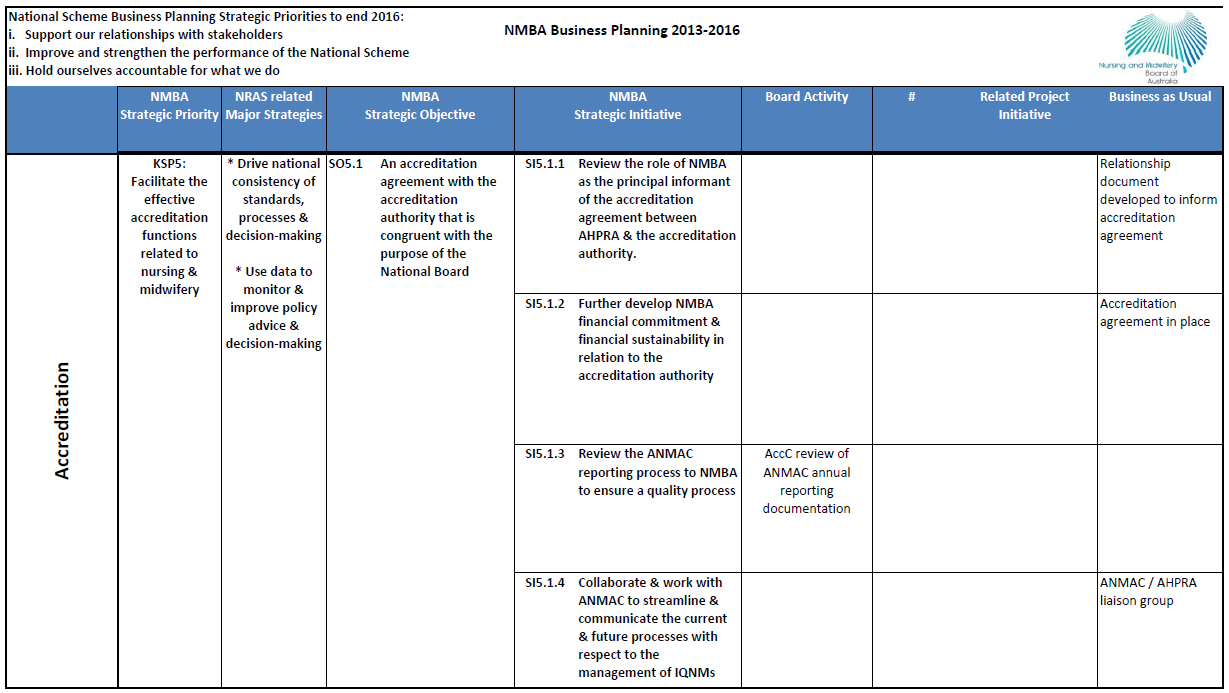 National Scheme Business Planning Strategic Priorities to end 2016:
i. Support our relationships with stakeholders
ii. Improve and strengthen the performance of the National Scheme
iii. Hold ourselves accountable for what we do
NMBA Business Planning 2013-2016
Nursing and Midwifery
Board of
Australia
NMBA
Strategic Priority
NRAS related
Major Strategies
NMBA
Strategic Objective
NMBA
Strategic Initiative
Board Activity
#
Related Project
Initiative
Business as Usual
Accreditation
KSP5:
Facilitate the
effective
accreditation
functions
related to
nursing &
midwifery
* Drive national
consistency of
standards,
processes &
decision-making
* Use data to
monitor &
improve policy
advice &
decision-making
SO5.1 An accreditation
agreement with the
accreditation
authority that is
congruent with the
purpose of the
National Board
SI5.1.1 Review the role of NMBA
as the principal informant
of the accreditation
agreement between
AHPRA & the accreditation
authority.
Relationship
document
developed to inform
accreditation
agreement
SI5.1.2 Further develop NMBA
financial commitment &
financial sustainability in
relation to the
accreditation authority
Accreditation
agreement in place
SI5.1.3 Review the ANMAC
reporting process to NMBA
to ensure a quality process
AccC review of
ANMAC annual
reporting
documentation
SI5.1.4 Collaborate & work with
ANMAC to streamline &
communicate the current
& future processes with
respect to the
management of IQNMs
ANMAC / AHPRA
liaison group